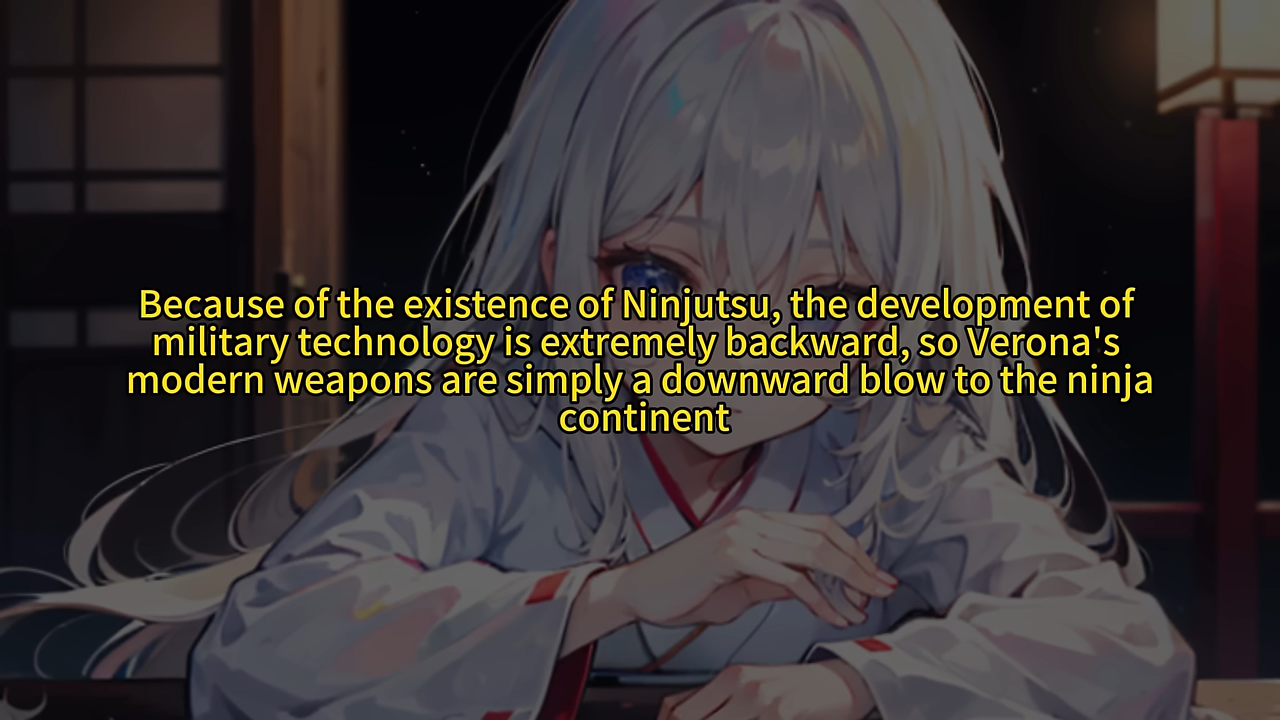 Because of the existence of Ninjutsu, the development of
military technology is extremely backward, so Verona's
modern weapons are simply a downward blow to the ninja
continent